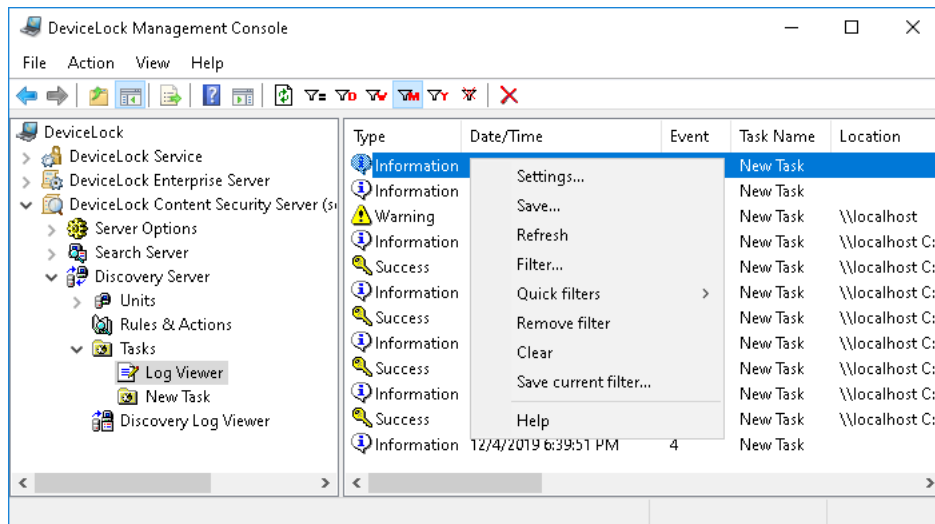 DeviceLock Management Console
File Action View Help
DeviceLock
DeviceLock Service
DeviceLock Enterprise Server
DeviceLock Content Security Server (s
Server Options
Search Server
Discovery Server
Units
Rules & Actions
Tasks
Log Viewer
New Task
Discovery Log Viewer
Type Date/Time Event Task Name Location
Information New Task
Information New Task
Warning New Task \\localhost
Information New Task \\localhost C:
Success New Task \\localhost C:
Information New Task \\localhost C:
Success New Task \\localhost C:
Information New Task \\localhost C:
Success New Task \\localhost C:
Information New Task \\localhost C:
Success New Task \\localhost C:
Information 12/4/2019 6:39:51 PM 4 New Task
Settings...
Save...
Refresh
Filter...
Quick filters
Remove filter
Clear
Save current filter...
Help